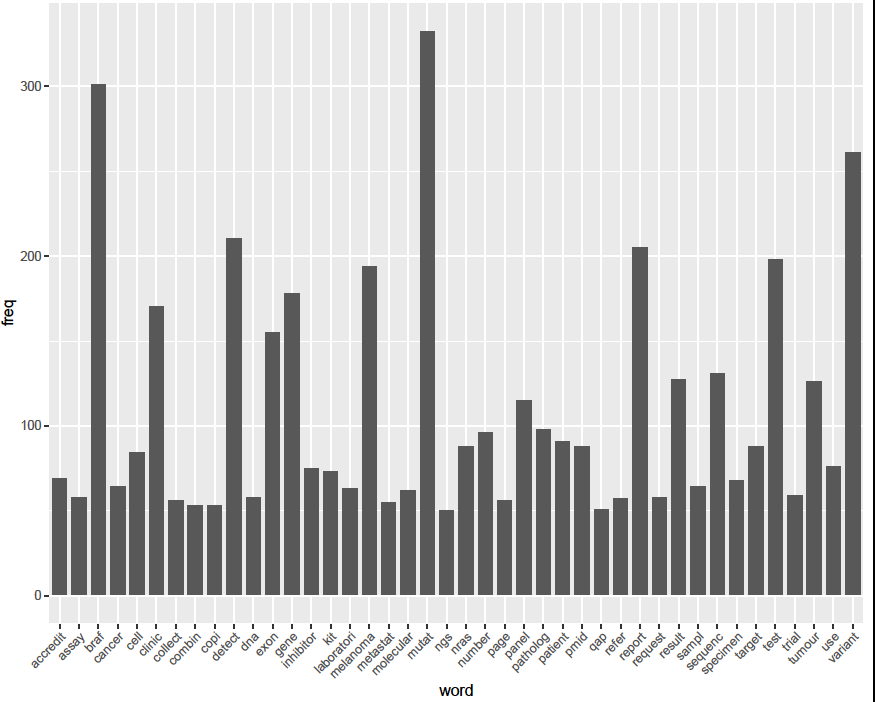 freq
300
200
100
0
accredit
assay
braf
cancer
cell
clinic
collect
combin
copi
detect
dna
exon
gene
inhibitor
kit
laboratori
melanoma
metastat
molecular
mutat
ngs
nras
number
page
panel
patholog
patient
pmid
qap
refer
report
request
result
sampl
sequenc
specimen
target
test
trial
tumour
use
variant
word